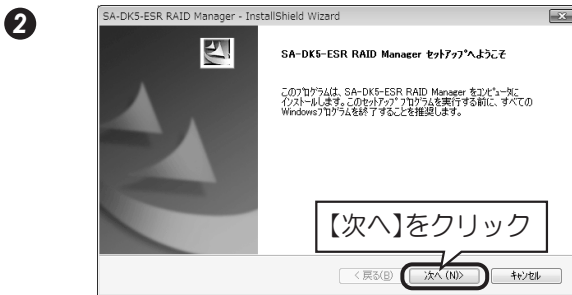 2
SA-DK5-ESR RAID Manager - InstallShield Wizard
SA-DK5-ESR RAID Manager ｾｯﾄｱｯﾌﾟへようこそ
このﾌﾟﾛｸﾞﾗﾑは、SA-DK5-ESR RAID Manager をｺﾝﾋﾟｭｰﾀに
ｲﾝｽﾄｰﾙします。このｾｯﾄｱｯﾌﾟ ﾌﾟﾛｸﾞﾗﾑを実行する前に、すべての
Windowsﾌﾟﾛｸﾞﾗﾑを終了することを推奨します。
【次へ】をクリック
< 戻る(B)
次へ (N)>
ｷｬﾝｾﾙ